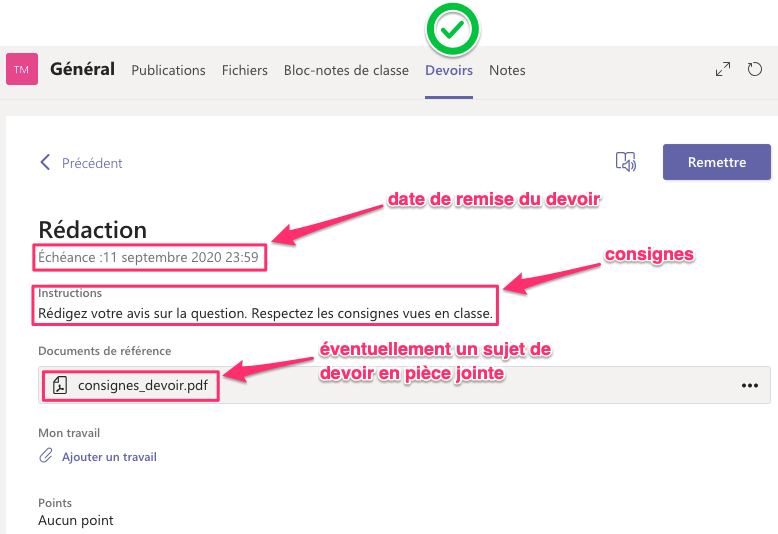 TM Général Publications Fichiers Bloc-notes de classe Devoirs Notes
Précédent Remettre
date de remise du devoir
Rédaction
Échéance :11 septembre 2020 23:59
consignes
Instructions
Rédigez votre avis sur la question. Respectez les consignes vues en classe.
Documents de référence
éventuellement un sujet de
devoir en pièce jointe
consignes_devoir.pdf
Mon travail
Ajouter un travail
Points
Aucun point